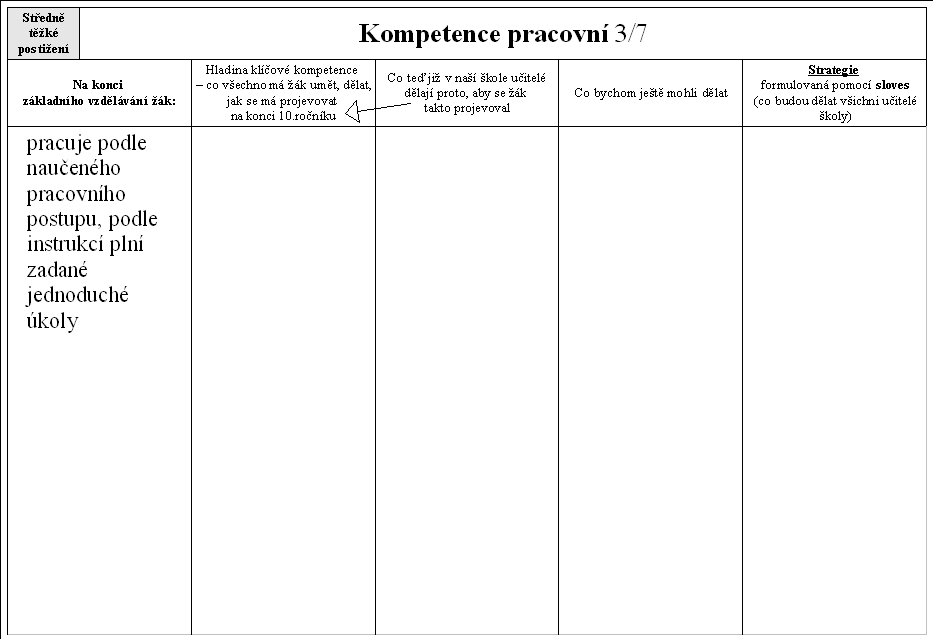 Středně
těžké
postižení
Kompetence pracovní 3/7
Na konci
základního vzdělávání žák:
Hladina klíčové kompetence
– co všechno má žák umět, dělat,
jak se má projevovat
na konci 10.ročníku
Co teď již v naší škole učitelé
dělají proto, aby se žák
takto projevoval
Co bychom ještě mohli dělat
Strategie
formulovaná pomocí sloves
(co budou dělat všichni učitelé
školy)
pracuje podle
naučeného
pracovního
postupu, podle
instrukcí plní
zadané
jednoduché
úkoly